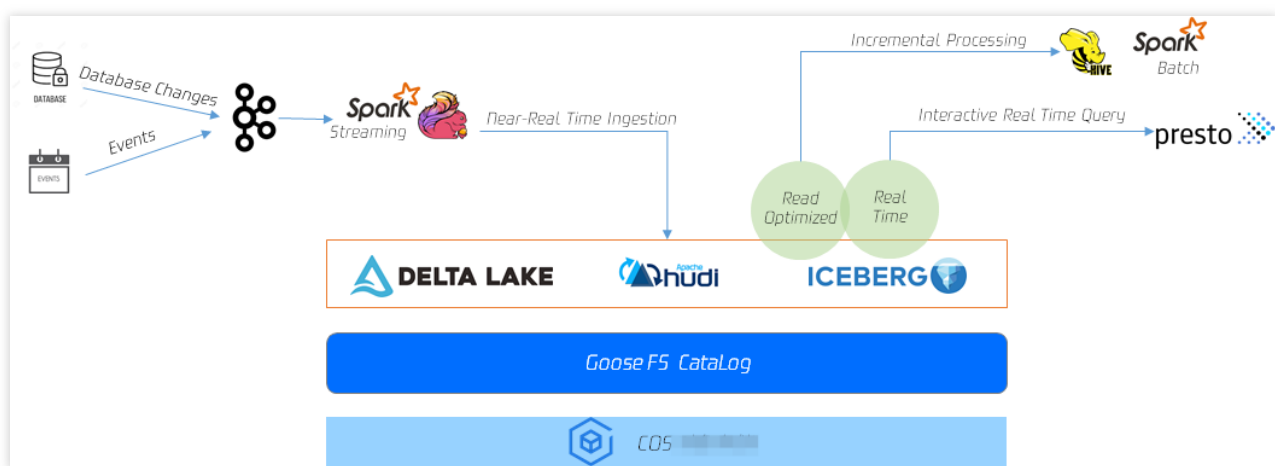 DATABASE
Database Changes
EVENTS
Events
Spark
Streaming
Near-Real Time Ingestion
Incremental Processing
HIVE
Spark
Batch
Interactive Real Time Query
presto
Read
Optimized
Real
Time
DELTA LAKE
Apache
hudi
ICEBERG
Goose FS CataLog
COS